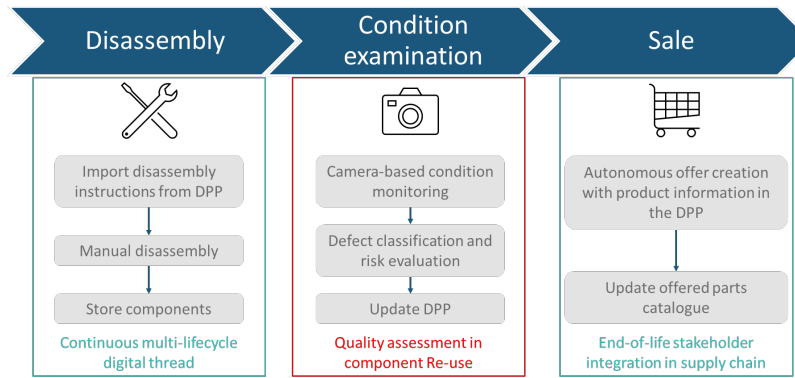 Disassembly
Condition
examination
Sale
Import disassembly
instructions from DPP
Manual disassembly
Store components
Continuous multi-lifecycle
digital thread
Camera-based condition
monitoring
Defect classification and
risk evaluation
Update DPP
Quality assessment in
component Re-use
Autonomous offer creation
with product information in
the DPP
Update offered parts
catalogue
End-of-life stakeholder
integration in supply chain